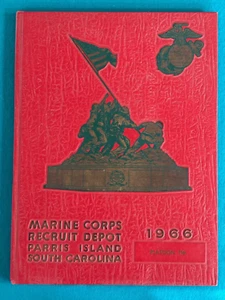 MARINE CORPS
RECRUIT DEPOT
PARRIS ISLAND
SOUTH CAROLINA
1966